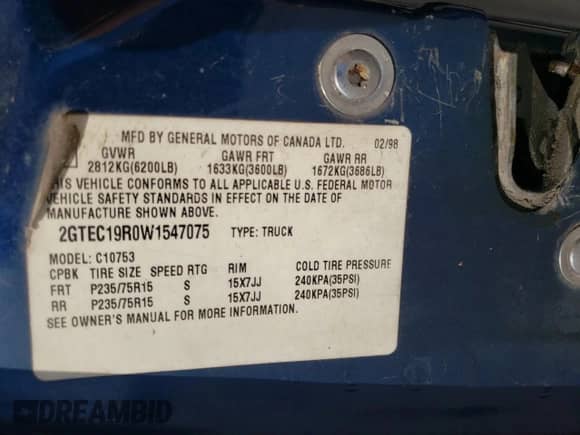 MFD BY GENERAL MOTORS OF CANADA LTD. 02/98
GVWR GAWR FRT GAWR RR
2812KG(6200LB) 1633KG(3600LB) 1672KG(3686LB)
THIS VEHICLE CONFORMS TO ALL APPLICABLE U.S. FEDERAL MOTOR
VEHICLE SAFETY STANDARDS IN EFFECT ON THE DATE OF
MANUFACTURE SHOWN ABOVE.
2GTEC19R0W1547075 TYPE: TRUCK
MODEL: C10753
CPBK TIRE SIZE SPEED RTG RIM COLD TIRE PRESSURE
FRT P235/75R15 S 15X7JJ 240KPA(35PSI)
RR P235/75R15 S 15X7JJ 240KPA(35PSI)
SEE OWNER'S MANUAL FOR MORE INFORMATION.
DREAMBID